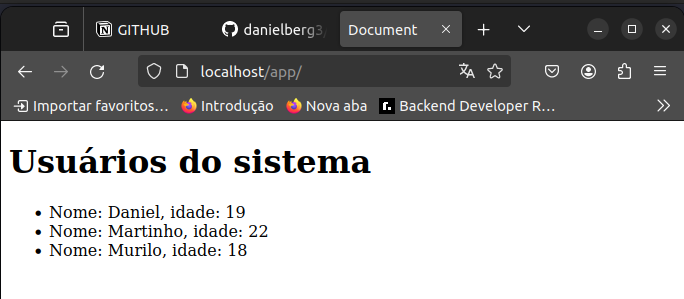 GITHUB
danielberg3
Document
localhost/app/
Importar favoritos…
Introdução
Nova aba
Backend Developer R…
Usuários do sistema
Nome: Daniel, idade: 19
Nome: Martinho, idade: 22
Nome: Murilo, idade: 18